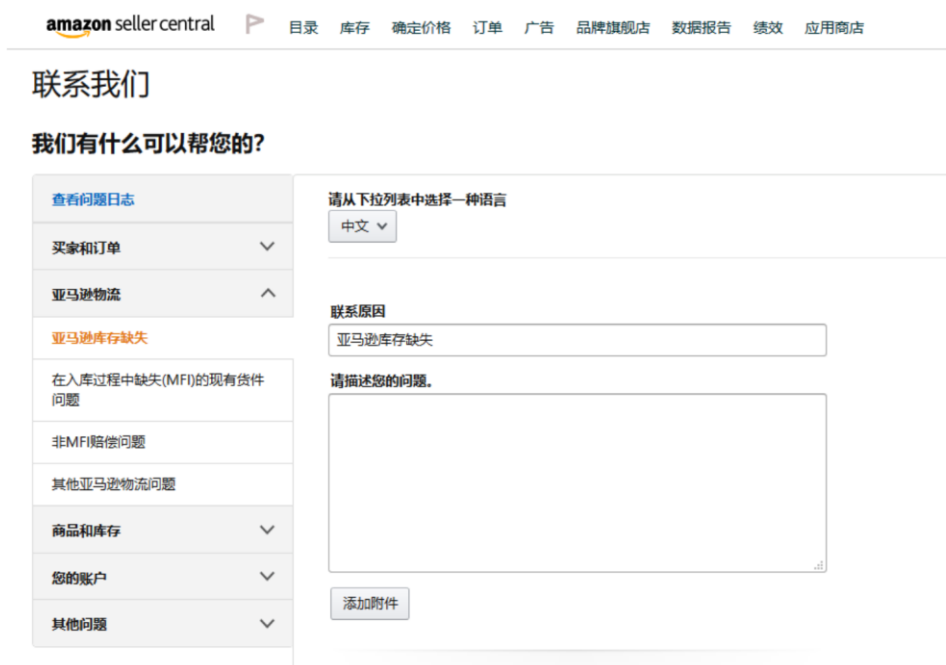 amazon seller central 目录 库存 确定价格 订单 广告 品牌旗舰店 数据报告 绩效 应用商店
联系我们
我们有什么可以帮您的?
查看问题日志
买家和订单
亚马逊物流
亚马逊库存缺失
在入库过程中缺失(MFI)的现有货件
问题
非MFI赔偿问题
其他亚马逊物流问题
商品和库存
您的账户
其他问题
请从下拉列表中选择一种语言
中文
联系原因
亚马逊库存缺失
请描述您的问题。
添加附件